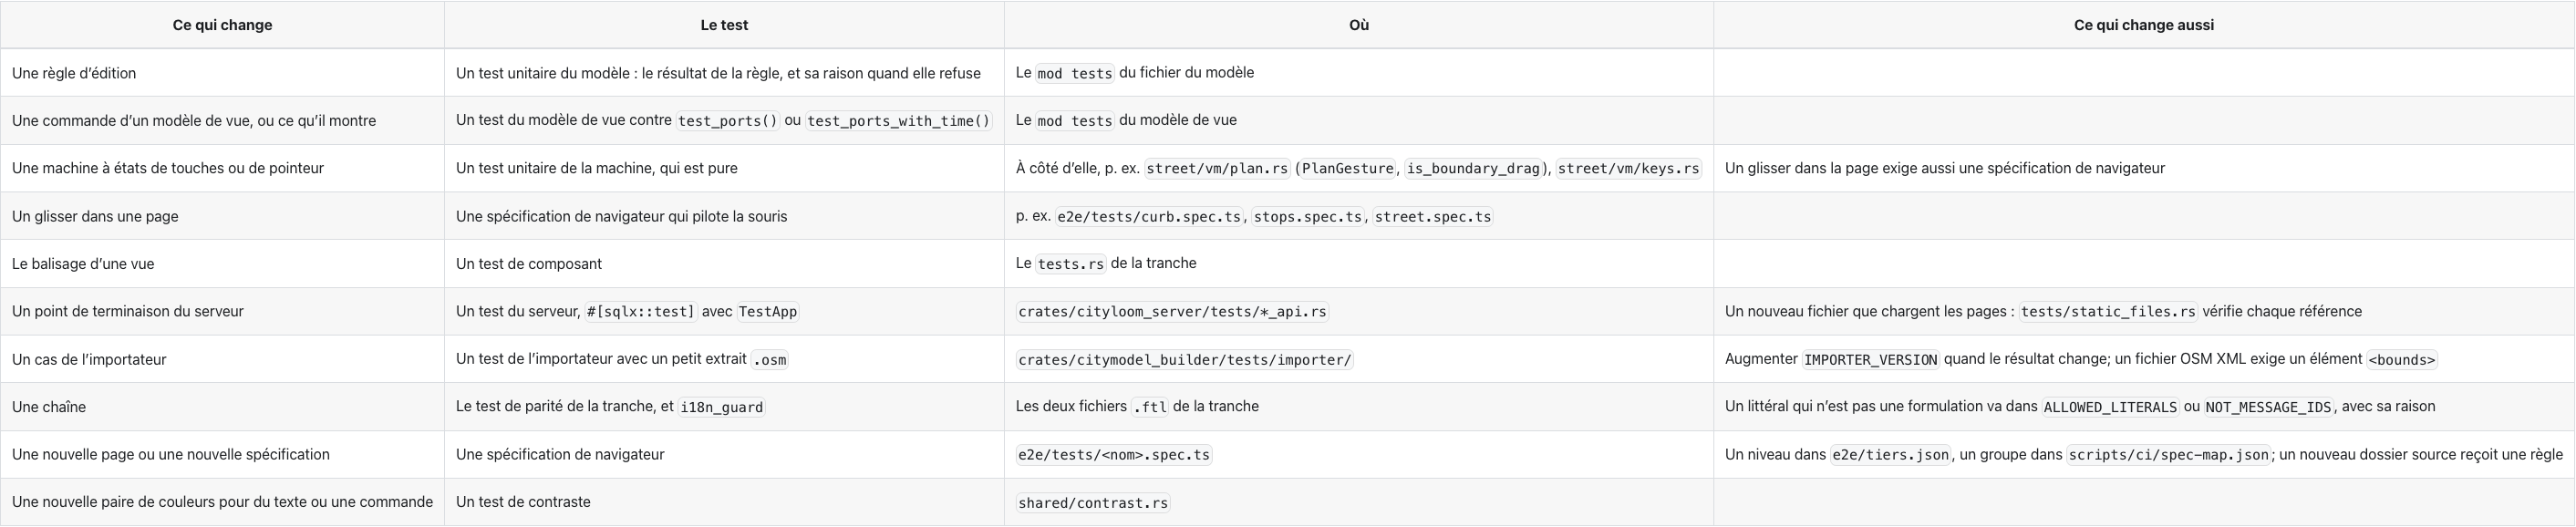 Ce qui change Le test Où Ce qui change aussi
Une règle d’édition Un test unitaire du modèle : le résultat de la règle, et sa raison quand elle refuse Le mod tests du fichier du modèle
Une commande d’un modèle de vue, ou ce qu’il montre Un test du modèle de vue contre test_ports() ou test_ports_with_time() Le mod tests du modèle de vue
Une machine à états de touches ou de pointeur Un test unitaire de la machine, qui est pure À côté d’elle, p. ex. street/vm/plan.rs (PlanGesture, is_boundary_drag), street/vm/keys.rs Un glisser dans la page exige aussi une spécification de navigateur
Un glisser dans une page Une spécification de navigateur qui pilote la souris p. ex. e2e/tests/curb.spec.ts, stops.spec.ts, street.spec.ts
Le balisage d’une vue Un test de composant Le tests.rs de la tranche
Un point de terminaison du serveur Un test du serveur, #[sqlx::test] avec TestApp crates/cityloom_server/tests/*_api.rs Un nouveau fichier que chargent les pages : tests/static_files.rs vérifie chaque référence
Un cas de l’importateur Un test de l’importateur avec un petit extrait .osm crates/citymodel_builder/tests/importer/ Augmenter IMPORTER_VERSION quand le résultat change; un fichier OSM XML exige un élément <bounds>
Une chaîne Le test de parité de la tranche, et i18n_guard Les deux fichiers .ftl de la tranche Un littéral qui n’est pas une formulation va dans ALLOWED_LITERALS ou NOT_MESSAGE_IDS, avec sa raison
Une nouvelle page ou une nouvelle spécification Une spécification de navigateur e2e/tests/<nom>.spec.ts Un niveau dans e2e/tiers.json, un groupe dans scripts/ci/spec-map.json; un nouveau dossier source reçoit une règle
Une nouvelle paire de couleurs pour du texte ou une commande Un test de contraste shared/contrast.rs